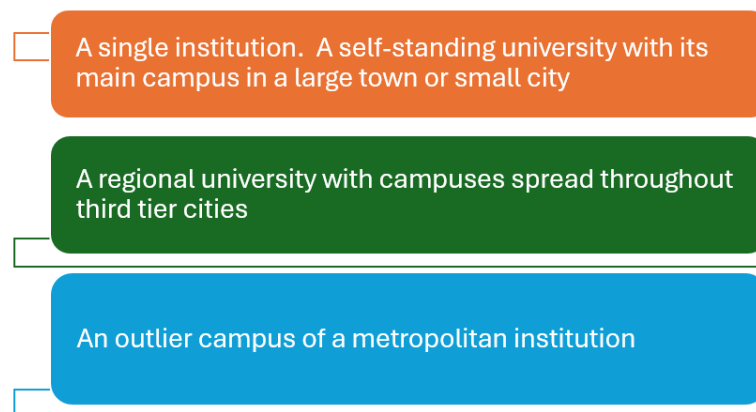 A single institution.  A self-standing university with its
main campus in a large town or small city
A regional university with campuses spread throughout
third tier cities
An outlier campus of a metropolitan institution